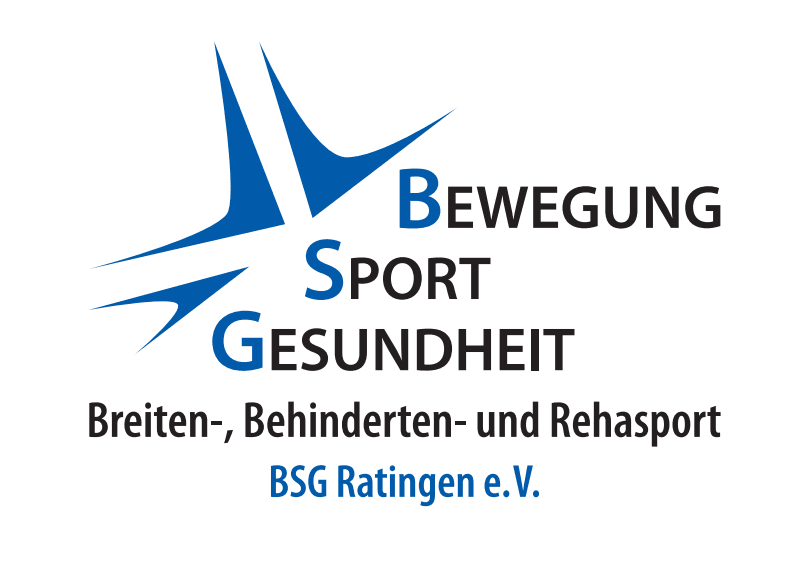 BEWEGUNG
SPORT
GESUNDHEIT
Breiten-, Behinderten- und Rehasport
BSG Ratingen e.V.